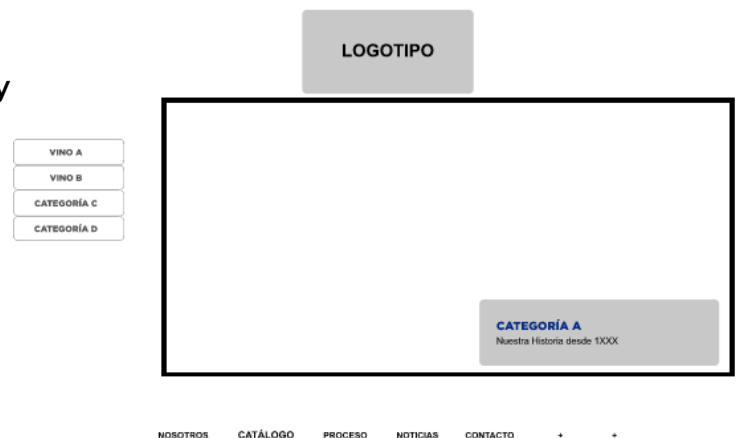 LOGOTIPO
y
VINO A
VINO B
CATEGORÍA C
CATEGORÍA D
CATEGORÍA A
Nuestra Historia desde 1XXX
NOSOTROS CATÁLOGO PROCESO NOTICIAS CONTACTO + +